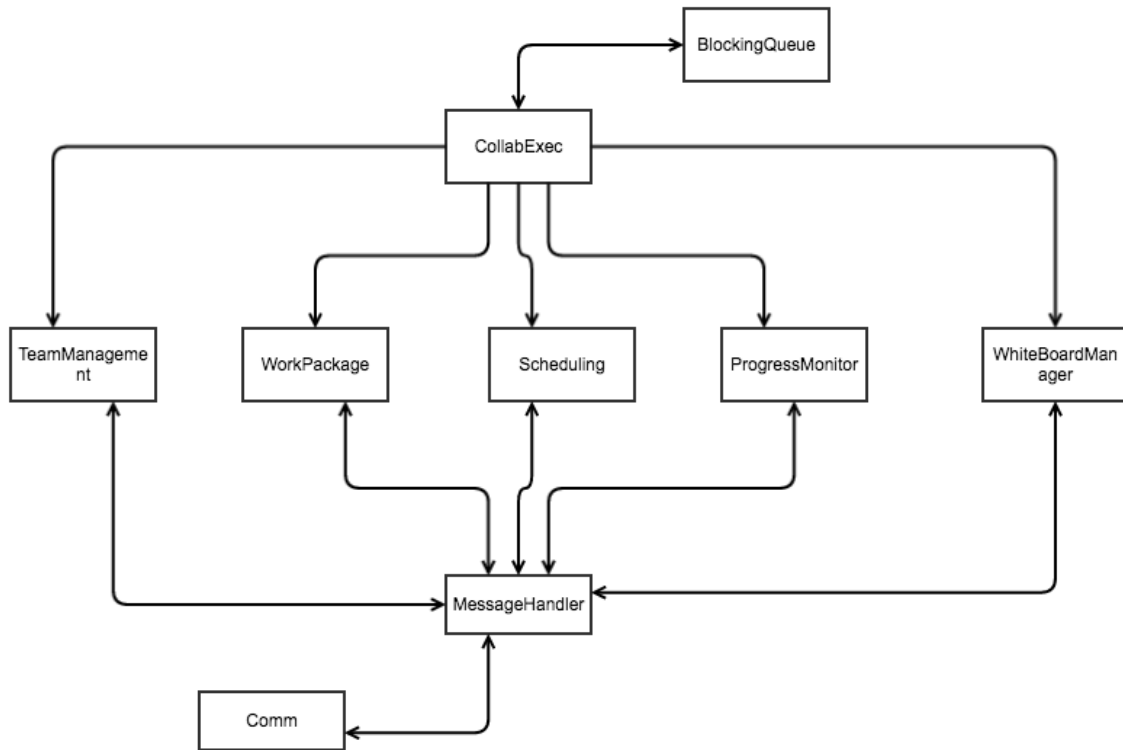 BlockingQueue
CollabExec
TeamManageme
nt
WorkPackage
Scheduling
ProgressMonitor
WhiteBoardMan
ager
MessageHandler
Comm